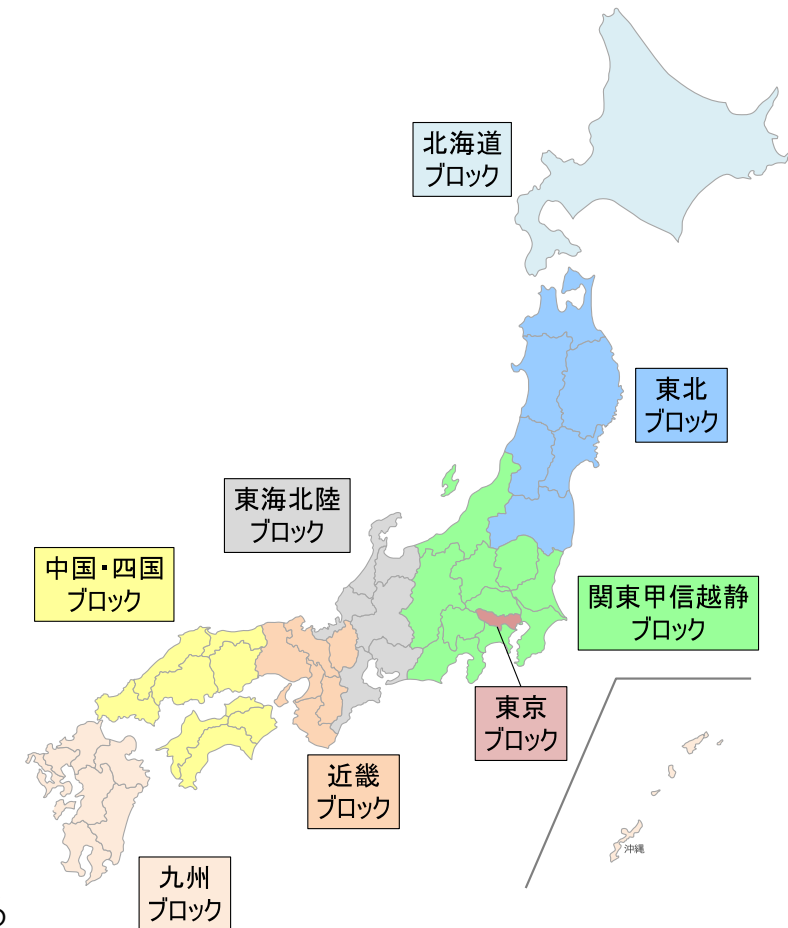 北海道
ブロック
東北
ブロック
東海北陸
ブロック
中国・四国
ブロック
関東甲信越静
ブロック
東京
ブロック
近畿
ブロック
沖縄
九州
ブロック
の